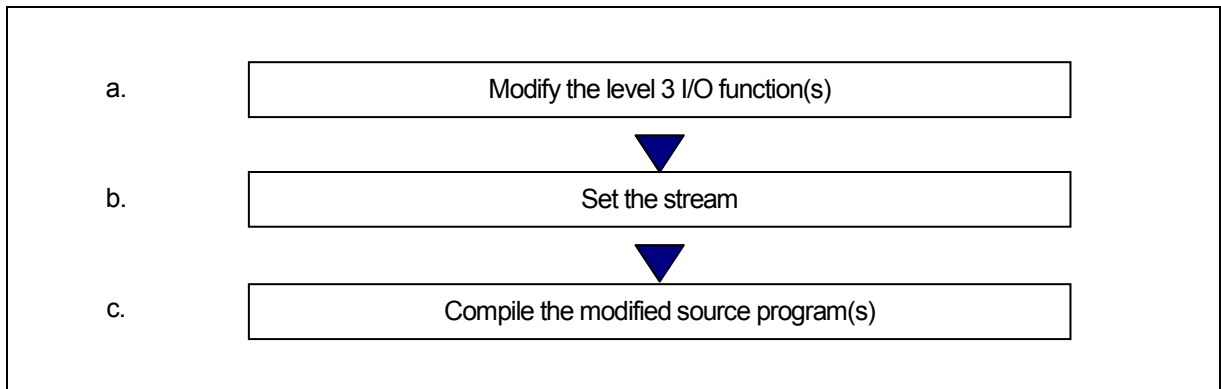 a. Modify the level 3 I/O function(s)
b. Set the stream
c. Compile the modified source program(s)